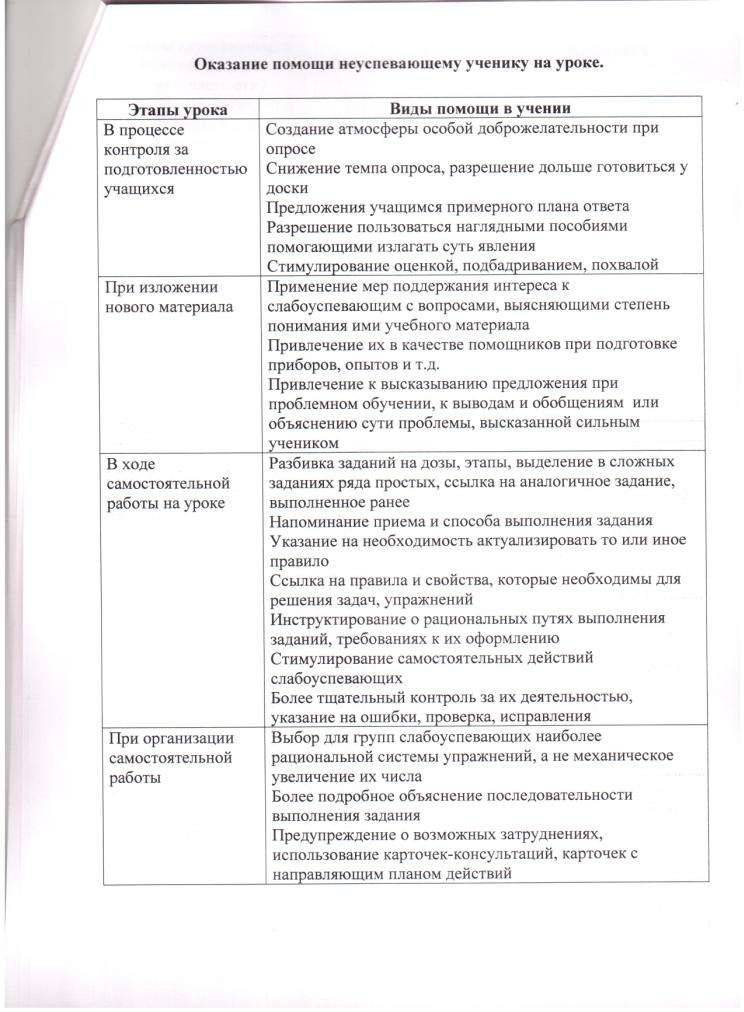 Оказание помощи неуспевающему ученику на уроке.
Этапы урока
Виды помощи в учении
В процессе
контроля за
подготовленностью
учащихся
Создание атмосферы особой доброжелательности при
опросе
Снижение темпа опроса, разрешение дольше готовиться у
доски
Предложения учащимся примерного плана ответа
Разрешение пользоваться наглядными пособиями
помогающими излагать суть явления
Стимулирование оценкой, подбадриванием, похвалой
При изложении
нового материала
Применение мер поддержания интереса к
слабоуспевающим с вопросами, выясняющими степень
понимания ими учебного материала
Привлечение их в качестве помощников при подготовке
приборов, опытов и т.д.
Привлечение к высказыванию предложения при
проблемном обучении, к выводам и обобщениям или
объяснению сути проблемы, высказанной сильным
учеником
В ходе
самостоятельной
работы на уроке
Разбивка заданий на дозы, этапы, выделение в сложных
заданиях ряда простых, ссылка на аналогичное задание,
выполненное ранее
Напоминание приема и способа выполнения задания
Указание на необходимость актуализировать то или иное
правило
Ссылка на правила и свойства, которые необходимы для
решения задач, упражнений
Инструктирование о рациональных путях выполнения
заданий, требованиях к их оформлению
Стимулирование самостоятельных действий
слабоуспевающих
Более тщательный контроль за их деятельностью,
указание на ошибки, проверка, исправления
При организации
самостоятельной
работы
Выбор для групп слабоуспевающих наиболее
рациональной системы упражнений, а не механическое
увеличение их числа
Более подробное объяснение последовательности
выполнения задания
Предупреждение о возможных затруднениях,
использование карточек-консультаций, карточек с
направляющим планом действий